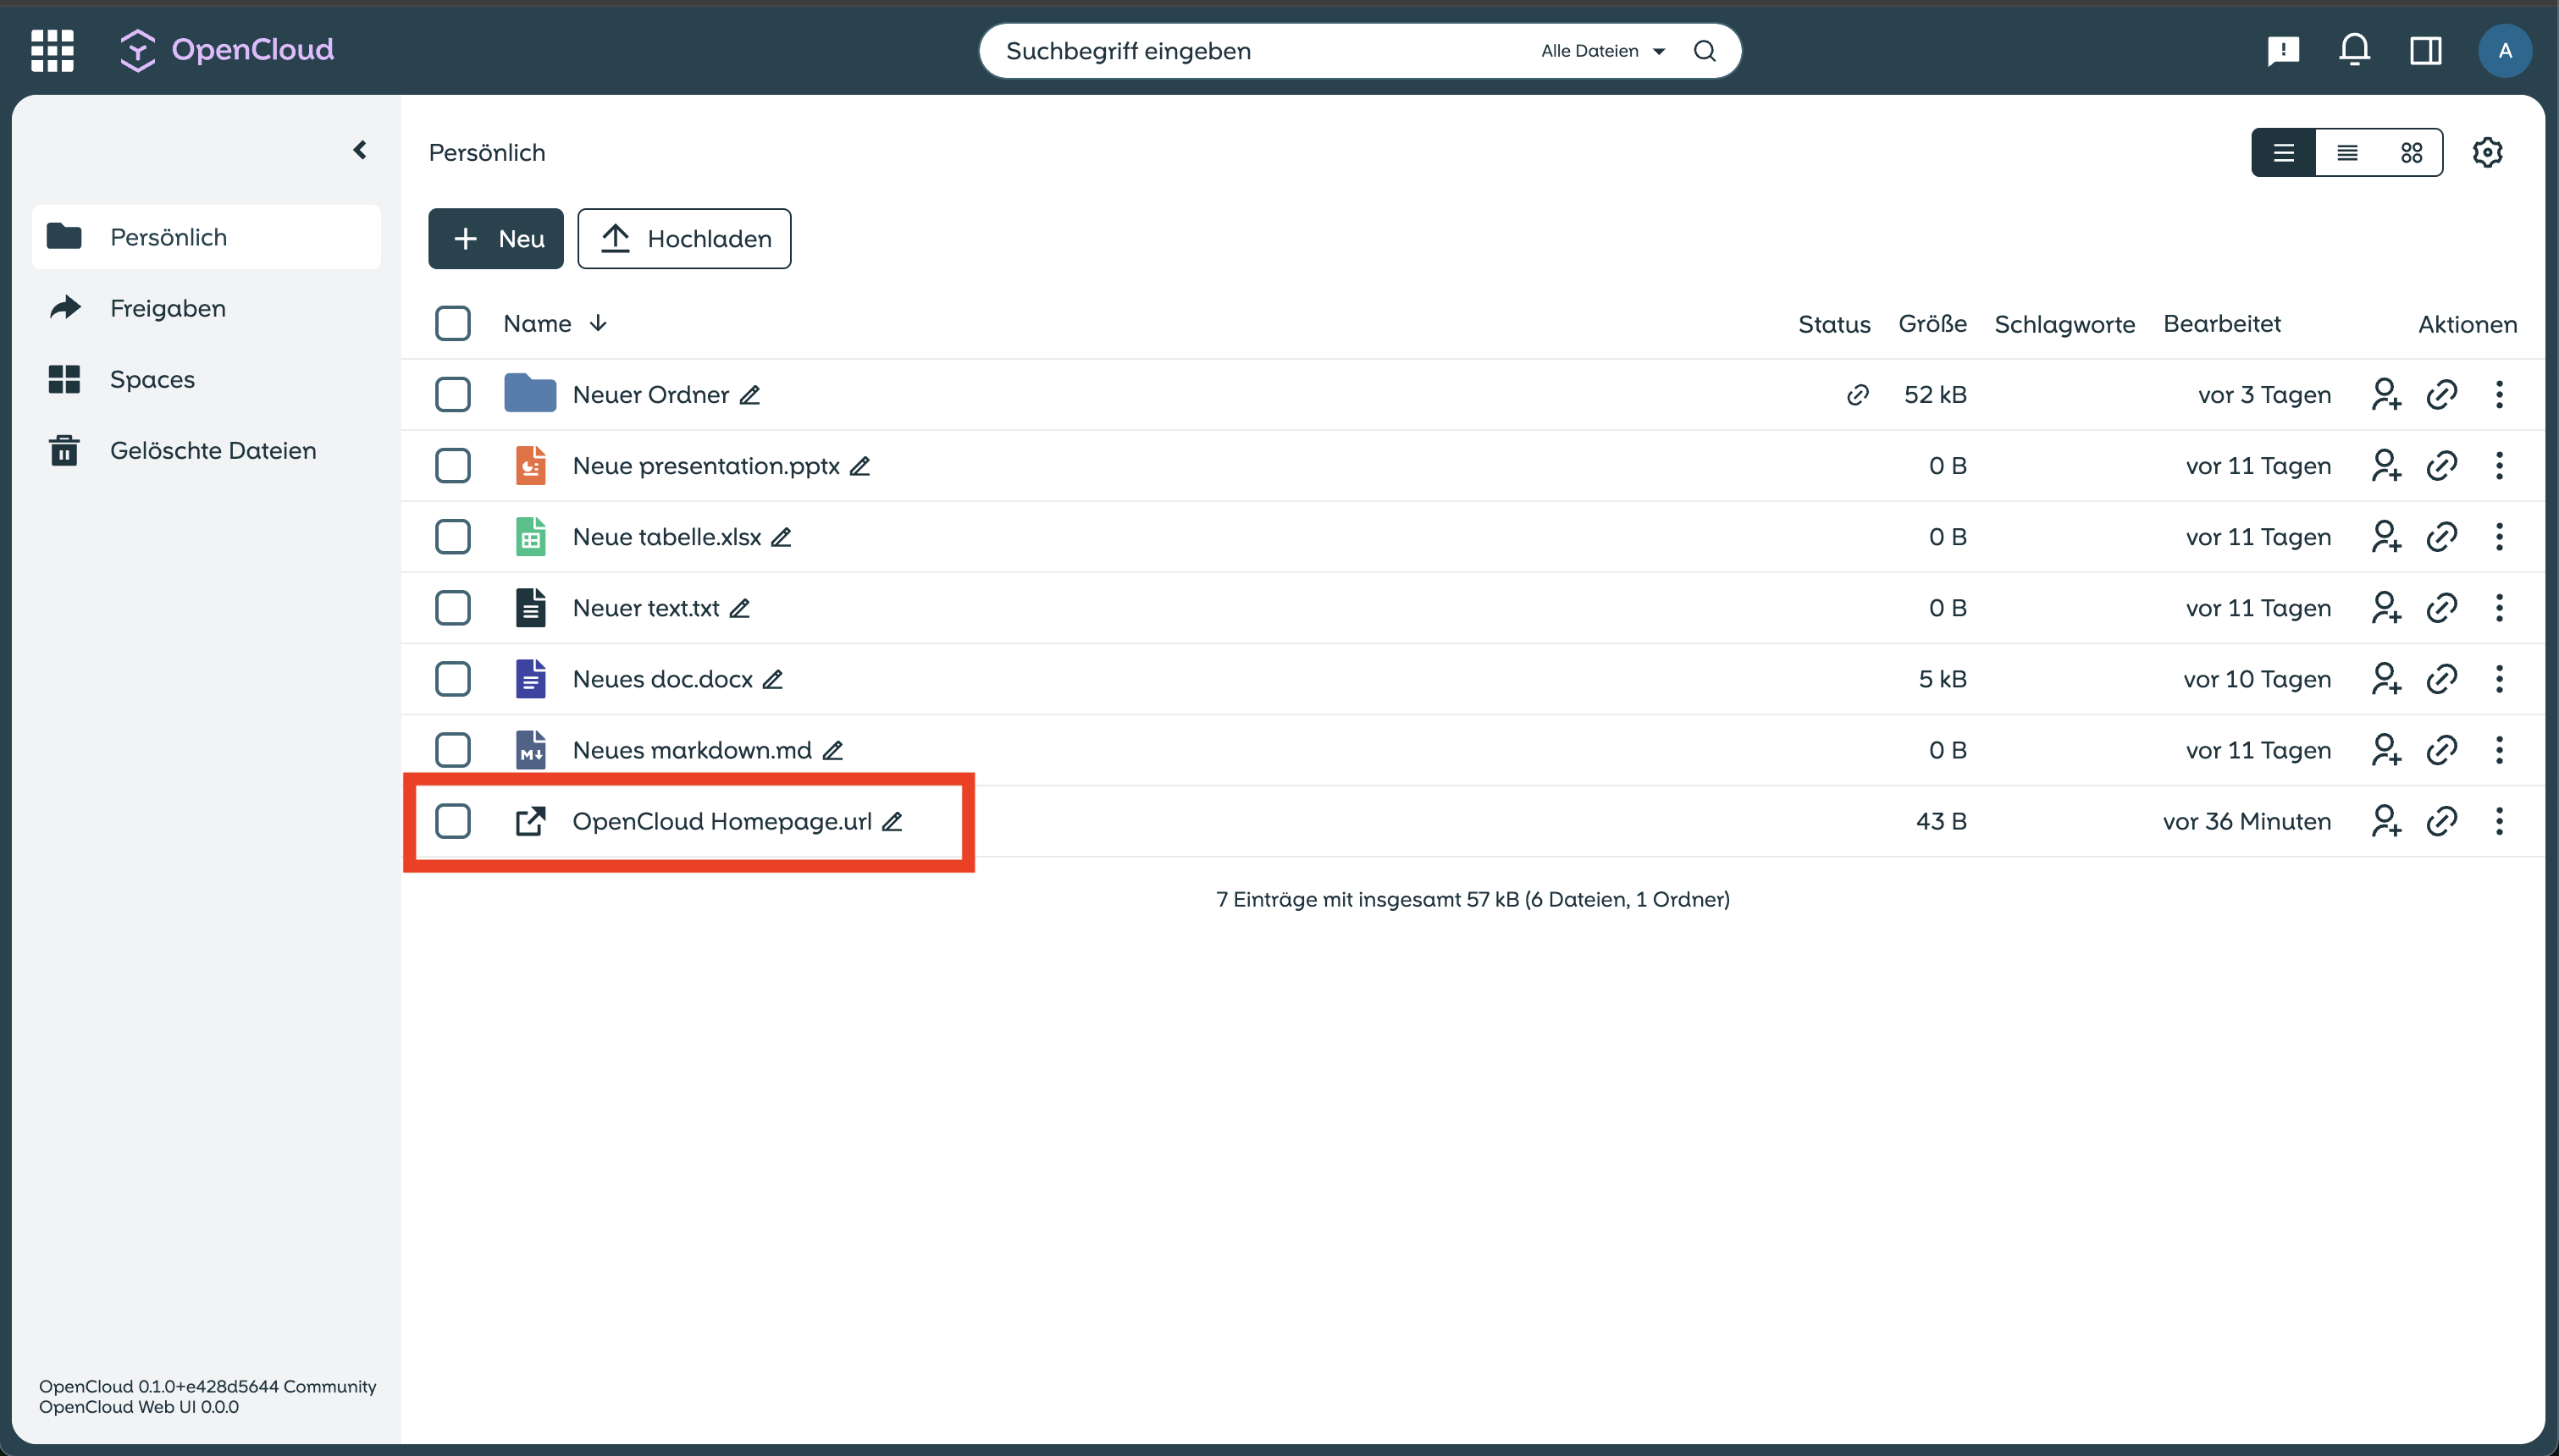 OpenCloud
Suchbegriff eingeben Alle Dateien
A
Persönlich
Freigaben
Spaces
Gelöschte Dateien
Persönlich
Neu Hochladen
Name Status Größe Schlagworte Bearbeitet Aktionen
Neuer Ordner 52 kB vor 3 Tagen
Neue presentation.pptx 0 B vor 11 Tagen
Neue tabelle.xlsx 0 B vor 11 Tagen
Neuer text.txt 0 B vor 11 Tagen
Neues doc.docx 5 kB vor 10 Tagen
M Neues markdown.md 0 B vor 11 Tagen
OpenCloud Homepage.url 43 B vor 36 Minuten
7 Einträge mit insgesamt 57 kB (6 Dateien, 1 Ordner)
OpenCloud 0.1.0+e428d5644 Community
OpenCloud Web UI 0.0.0